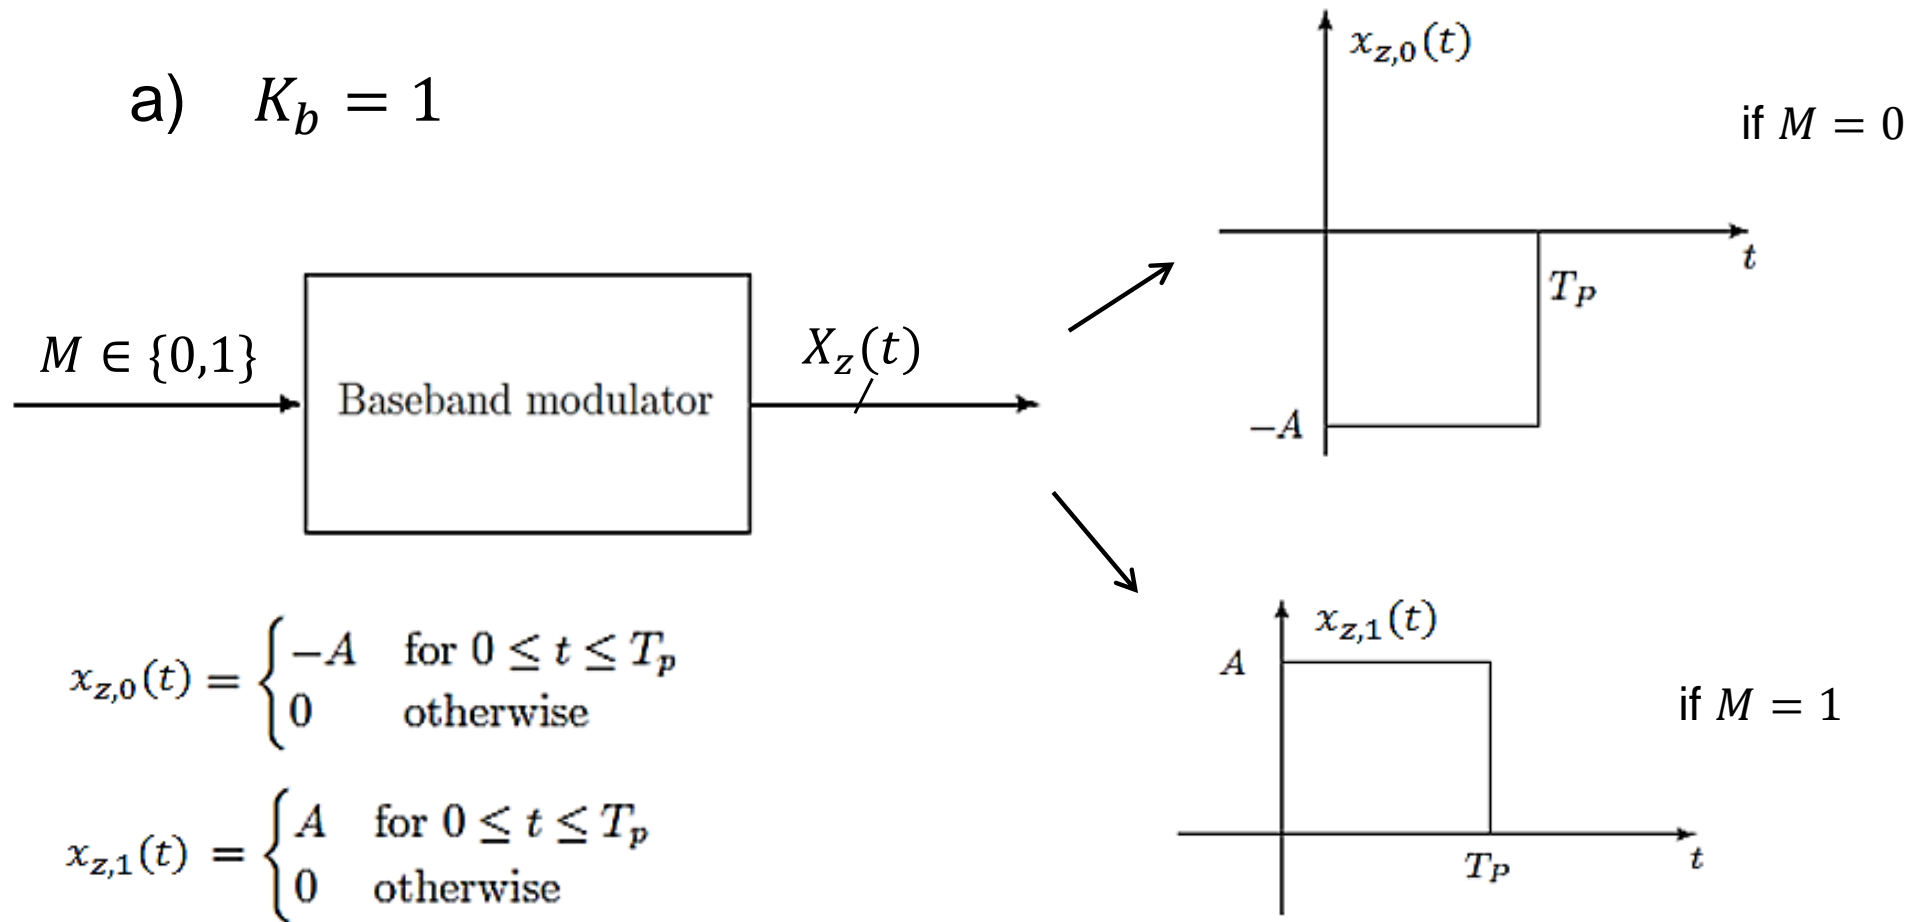 a) K_b = 1
x_{z,0}(t)
if M = 0
t
T_P
−A
M ∈ {0,1}
Baseband modulator
X_z(t)
x_{z,0}(t) = { −A for 0 ≤ t ≤ T_p
0 otherwise
x_{z,1}(t) = { A for 0 ≤ t ≤ T_p
0 otherwise
x_{z,1}(t)
A
if M = 1
T_P
t